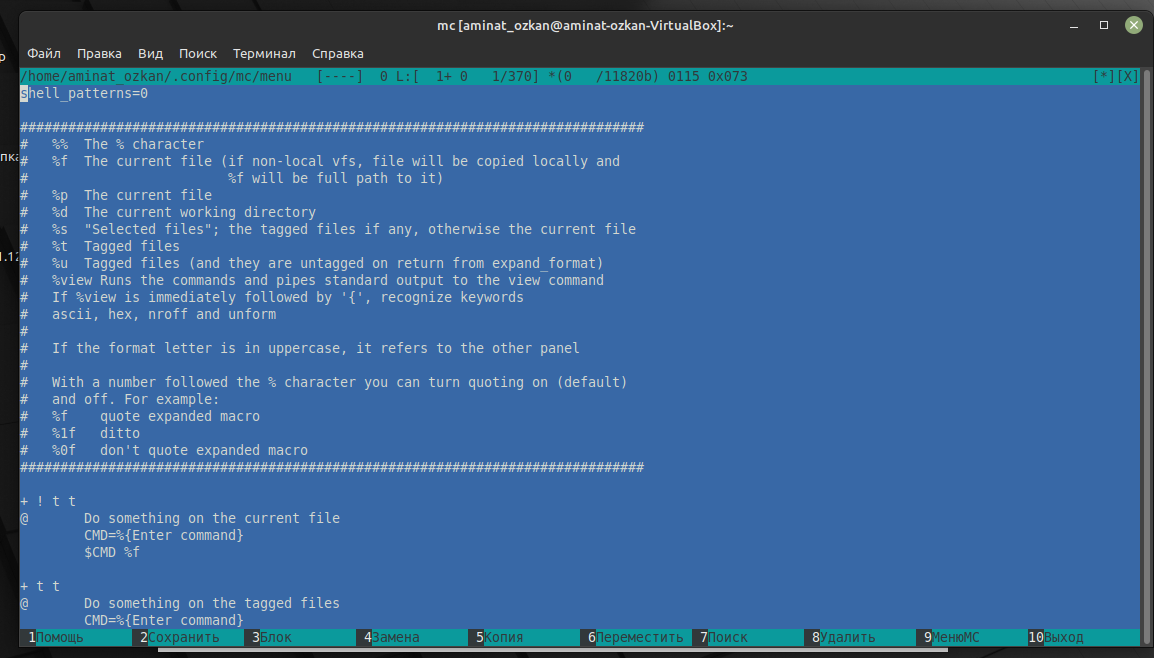 mc [aminat_ozkan@aminat-ozkan-VirtualBox]:~
Файл Правка Вид Поиск Терминал Справка
/home/aminat_ozkan/.config/mc/menu [----] 0 L:[ 1+ 0 1/370] *(0 /11820b) 0115 0x073 [*][X]
shell_patterns=0
##############################################################################
# %% The % character
# %f The current file (if non-local vfs, file will be copied locally and
# %f will be full path to it)
# %p The current file
# %d The current working directory
# %s "Selected files"; the tagged files if any, otherwise the current file
# %t Tagged files
# %u Tagged files (and they are untagged on return from expand_format)
# %view Runs the commands and pipes standard output to the view command
# If %view is immediately followed by '{', recognize keywords
# ascii, hex, nroff and unform
#
# If the format letter is in uppercase, it refers to the other panel
#
# With a number followed the % character you can turn quoting on (default)
# and off. For example:
# %f quote expanded macro
# %1f ditto
# %0f don't quote expanded macro
##############################################################################
+ ! t t
@ Do something on the current file
CMD=%{Enter command}
$CMD %f
+ t t
@ Do something on the tagged files
CMD=%{Enter command}
1Помощь 2Сохранить 3Блок 4Замена 5Копия 6Переместить 7Поиск 8Удалить 9МенюМС 10Выход